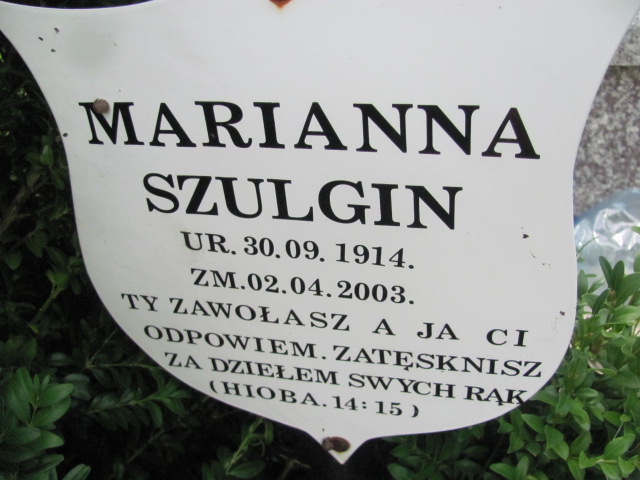 MARIANNA
SZULGIN
UR. 30.09. 1914.
ZM.02.04.2003.
TY ZAWOŁASZ A JA CI
ODPOWIEM. ZATĘSKNISZ
ZA DZIEŁEM SWYCH RĄK
(HIOBA. 14: 15)